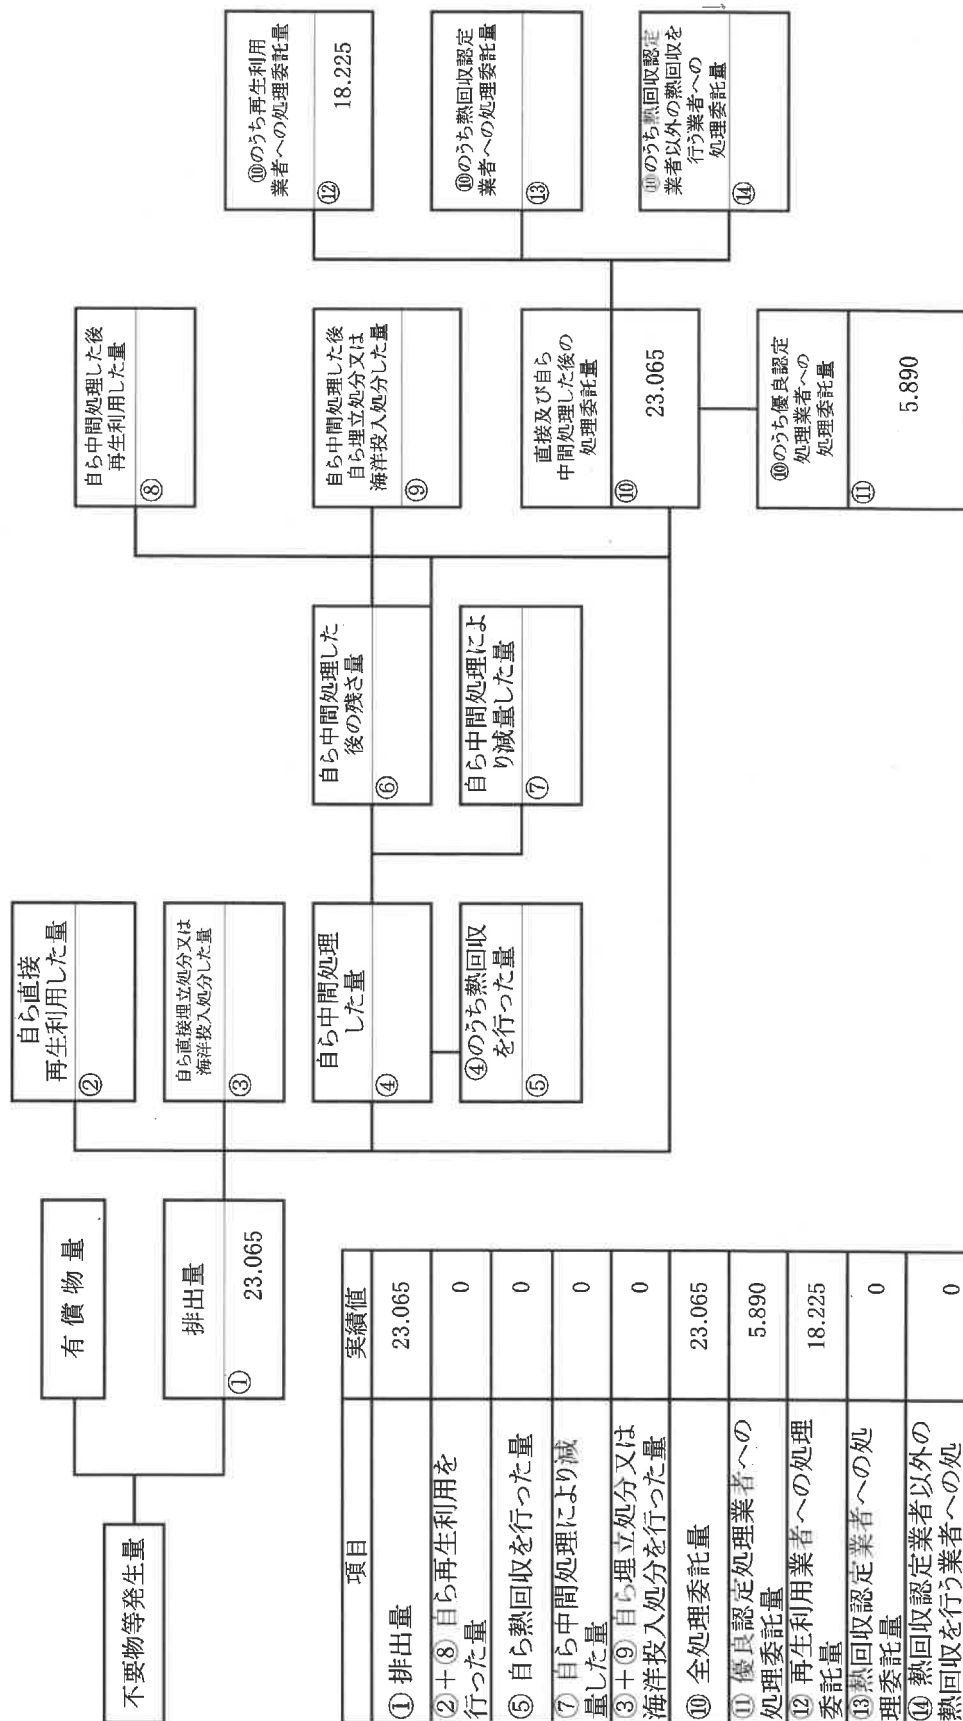 不要物等発生量
有償物量
排出量
①
23.065
自ら直接
再生利用した量
②
自ら直接埋立処分又は
海洋投入処分した量
③
自ら中間処理
した量
④
④のうち熱回収
を行った量
⑤
自ら中間処理した
後の残さ量
⑥
自ら中間処理によ
り減量した量
⑦
自ら中間処理した後
再生利用した量
⑧
自ら中間処理した後
自ら埋立処分又は
海洋投入処分した量
⑨
直接及び自ら
中間処理した後の
処理委託量
⑩
23.065
⑩のうち優良認定
処理業者への
処理委託量
⑪
5.890
⑩のうち再生利用
業者への処理委託量
⑫
18.225
⑩のうち熱回収認定
業者への処理委託量
⑬
⑩のうち熱回収認定
業者以外の熱回収を
行う業者への
処理委託量
⑭
項目 実績値
①排出量 23.065
②+⑧ 自ら再生利用を
行った量 0
⑤ 自ら熱回収を行った量 0
⑦ 自ら中間処理により減
量した量 0
③+⑨ 自ら埋立処分又は
海洋投入処分を行った量 0
⑩ 全処理委託量 23.065
⑪ 優良認定処理業者への
処理委託量 5.890
⑫ 再生利用業者への処理
委託量 18.225
⑬熱回収認定業者への処
理委託量 0
⑭ 熱回収認定業者以外の
熱回収を行う業者への処 0